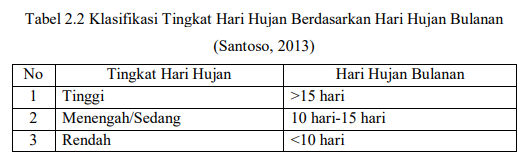 Tabel 2.2 Klasifikasi Tingkat Hari Hujan Berdasarkan Hari Hujan Bulanan
(Santoso, 2013)
No Tingkat Hari Hujan Hari Hujan Bulanan
1 Tinggi >15 hari
2 Menengah/Sedang 10 hari-15 hari
3 Rendah <10 hari